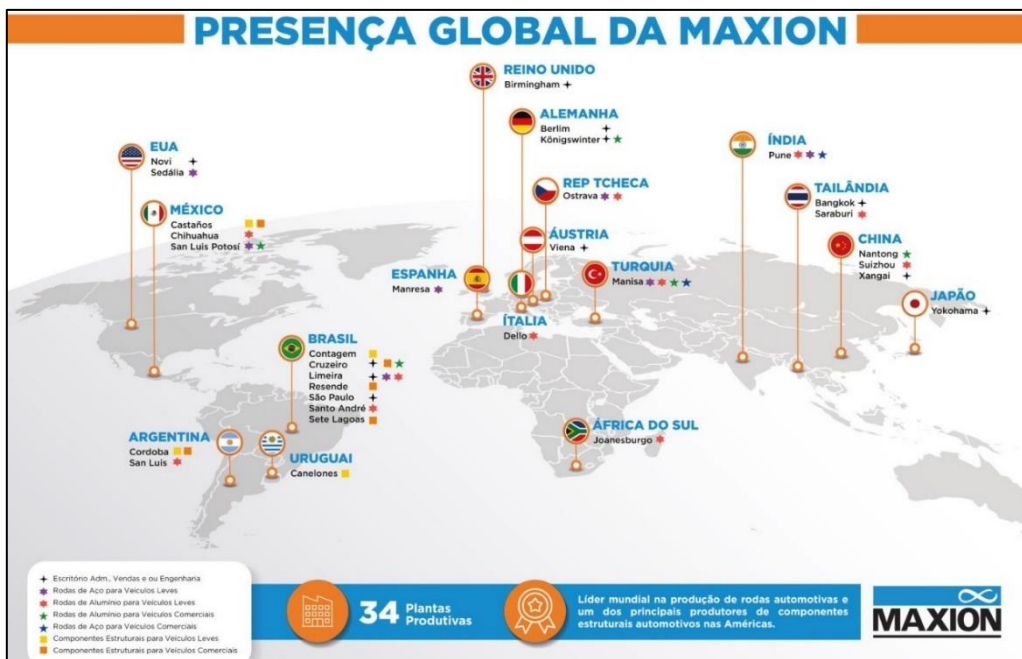 PRESENÇA GLOBAL DA MAXION
REINO UNIDO
Birmingham
ALEMANHA
Berlim
Königswinter
EUA
Novi
Sedália
ÍNDIA
Pune
REP TCHECA
Ostrava
TAILÂNDIA
Bangkok
Saraburi
MÉXICO
Castaños
Chihuahua
San Luis Potosí
ÁUSTRIA
Viena
CHINA
Nantong
Suizhou
Xangai
ESPANHA
Manresa
TURQUIA
Manisa
JAPÃO
Yokohama
ÍTALIA
Dello
BRASIL
Contagem
Cruzeiro
Limeira
Resende
São Paulo
Santo André
Sete Lagoas
ARGENTINA
Cordoba
San Luis
URUGUAI
Canelones
ÁFRICA DO SUL
Joanesburgo
Escritório Adm., Vendas e ou Engenharia
Rodas de Aço para Veículos Leves
Rodas de Alumínio para Veículos Leves
Rodas de Alumínio para Veículos Comerciais
Rodas de Aço para Veículos Comerciais
Componentes Estruturais para Veículos Leves
Componentes Estruturais para Veículos Comerciais
34 Plantas
Produtivas
Líder mundial na produção de rodas automotivas e
um dos principais produtores de componentes
estruturais automotivos nas Américas.
MAXION